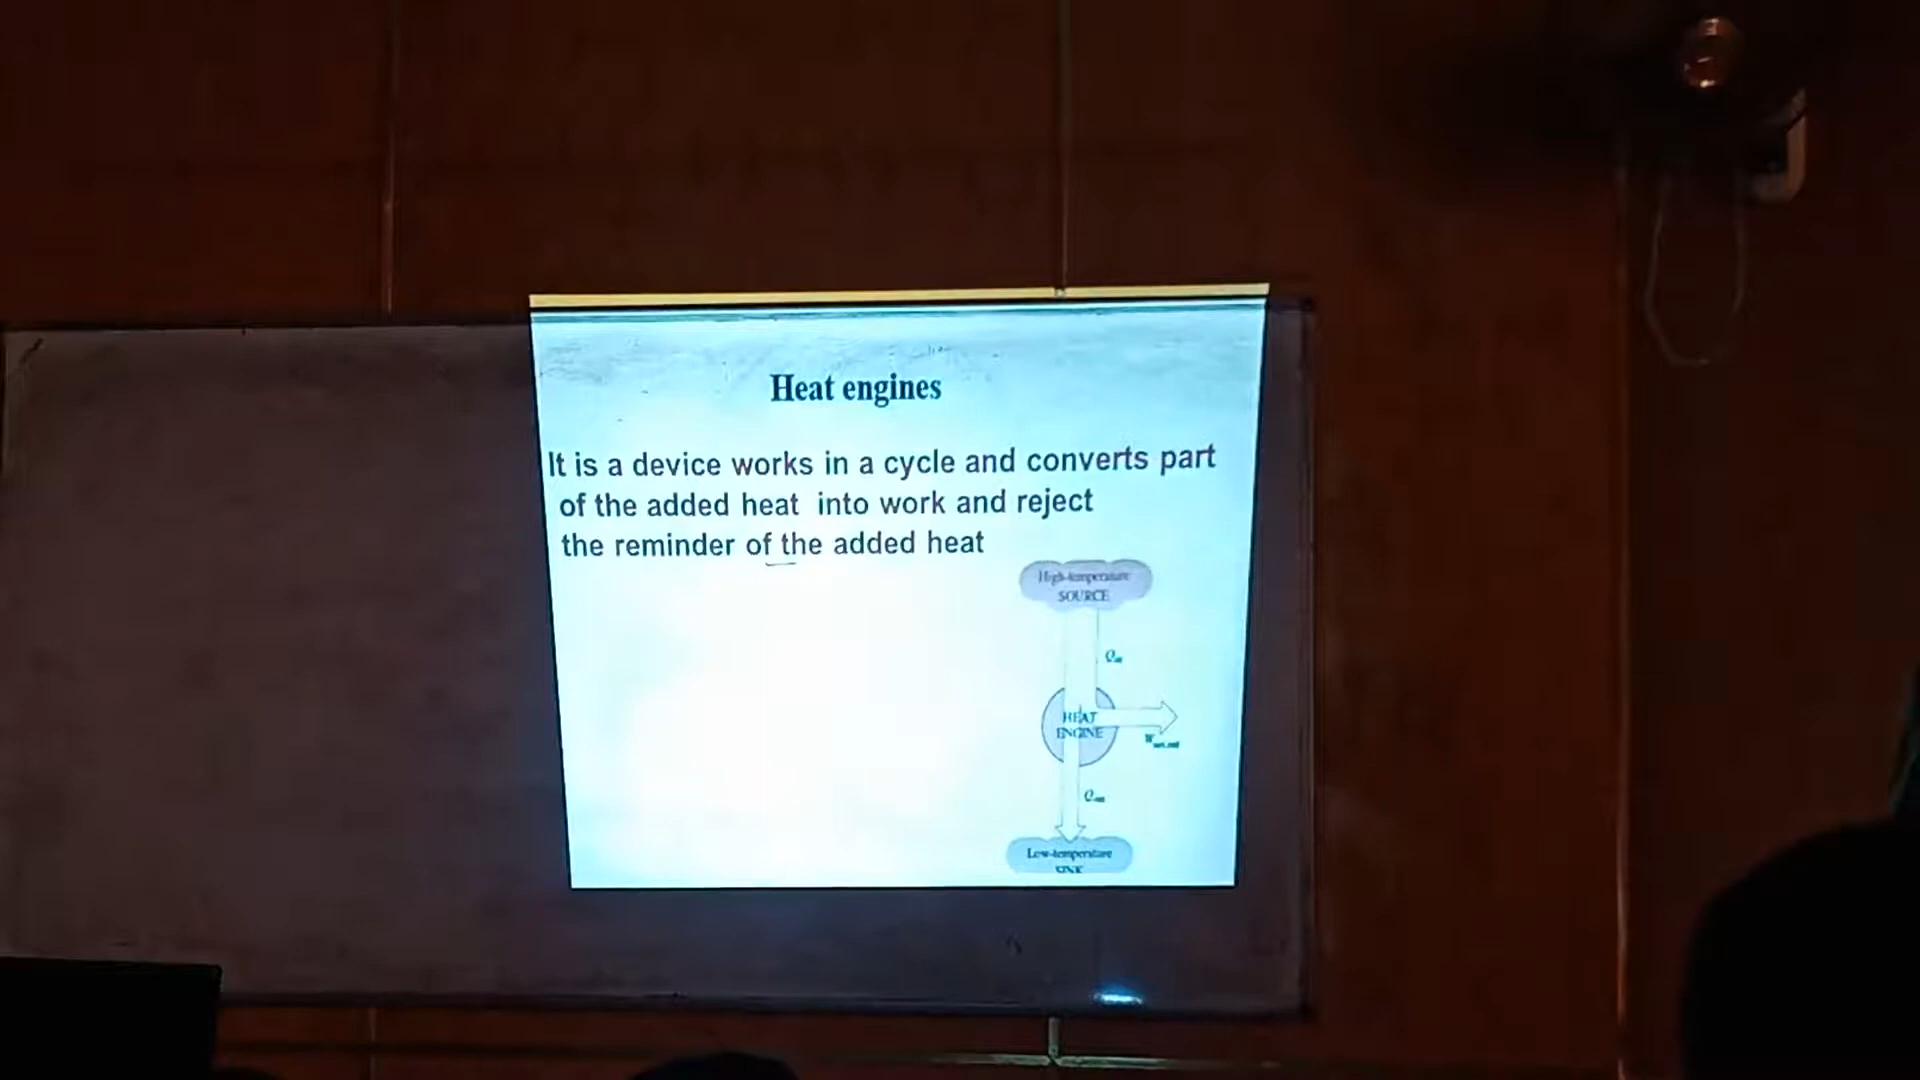 Heat engines
It is a device works in a cycle and converts part
of the added heat into work and reject
the reminder of the added heat
High-temperature
SOURCE
HEAT
ENGINE
Low-temperature
SINK